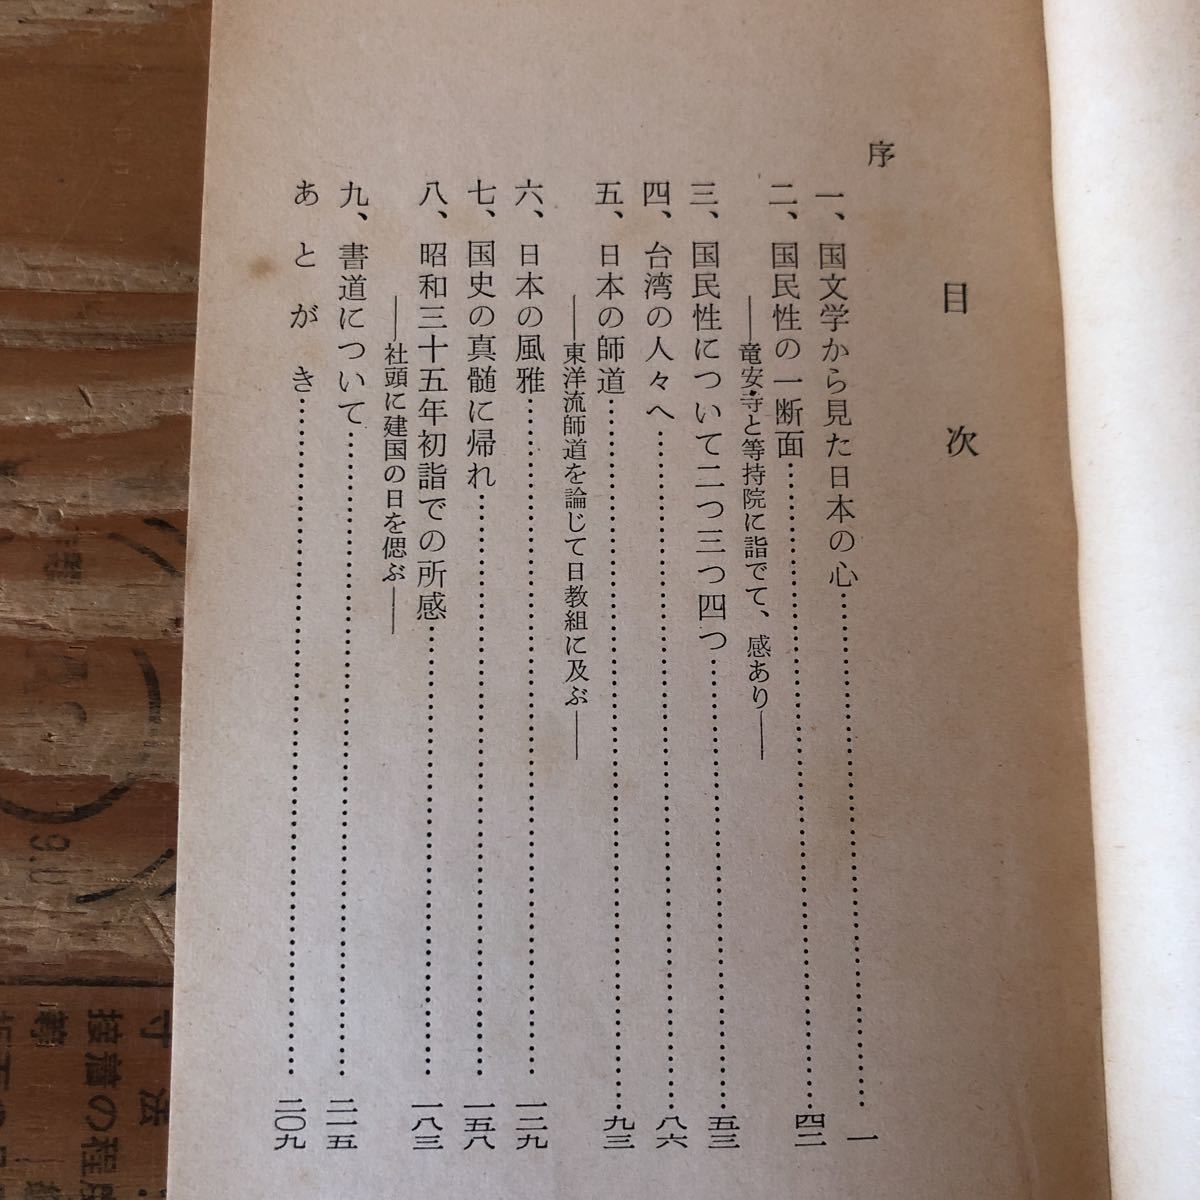 目次
序
一、国文学から見た日本の心……一
二、国民性の一断面……四二
――竜安寺と等持院に詣でて、感あり――
三、国民性について二つ三つ四つ……五三
四、台湾の人々へ……八六
五、日本の師道……九三
――東洋流師道を論じて日教組に及ぶ――
六、日本の風雅……一二九
七、国史の真髄に帰れ……一五八
八、昭和三十五年初詣での所感……一八三
――社頭に建国の日を偲ぶ――
九、書道について……二一五
あとがき……二〇九